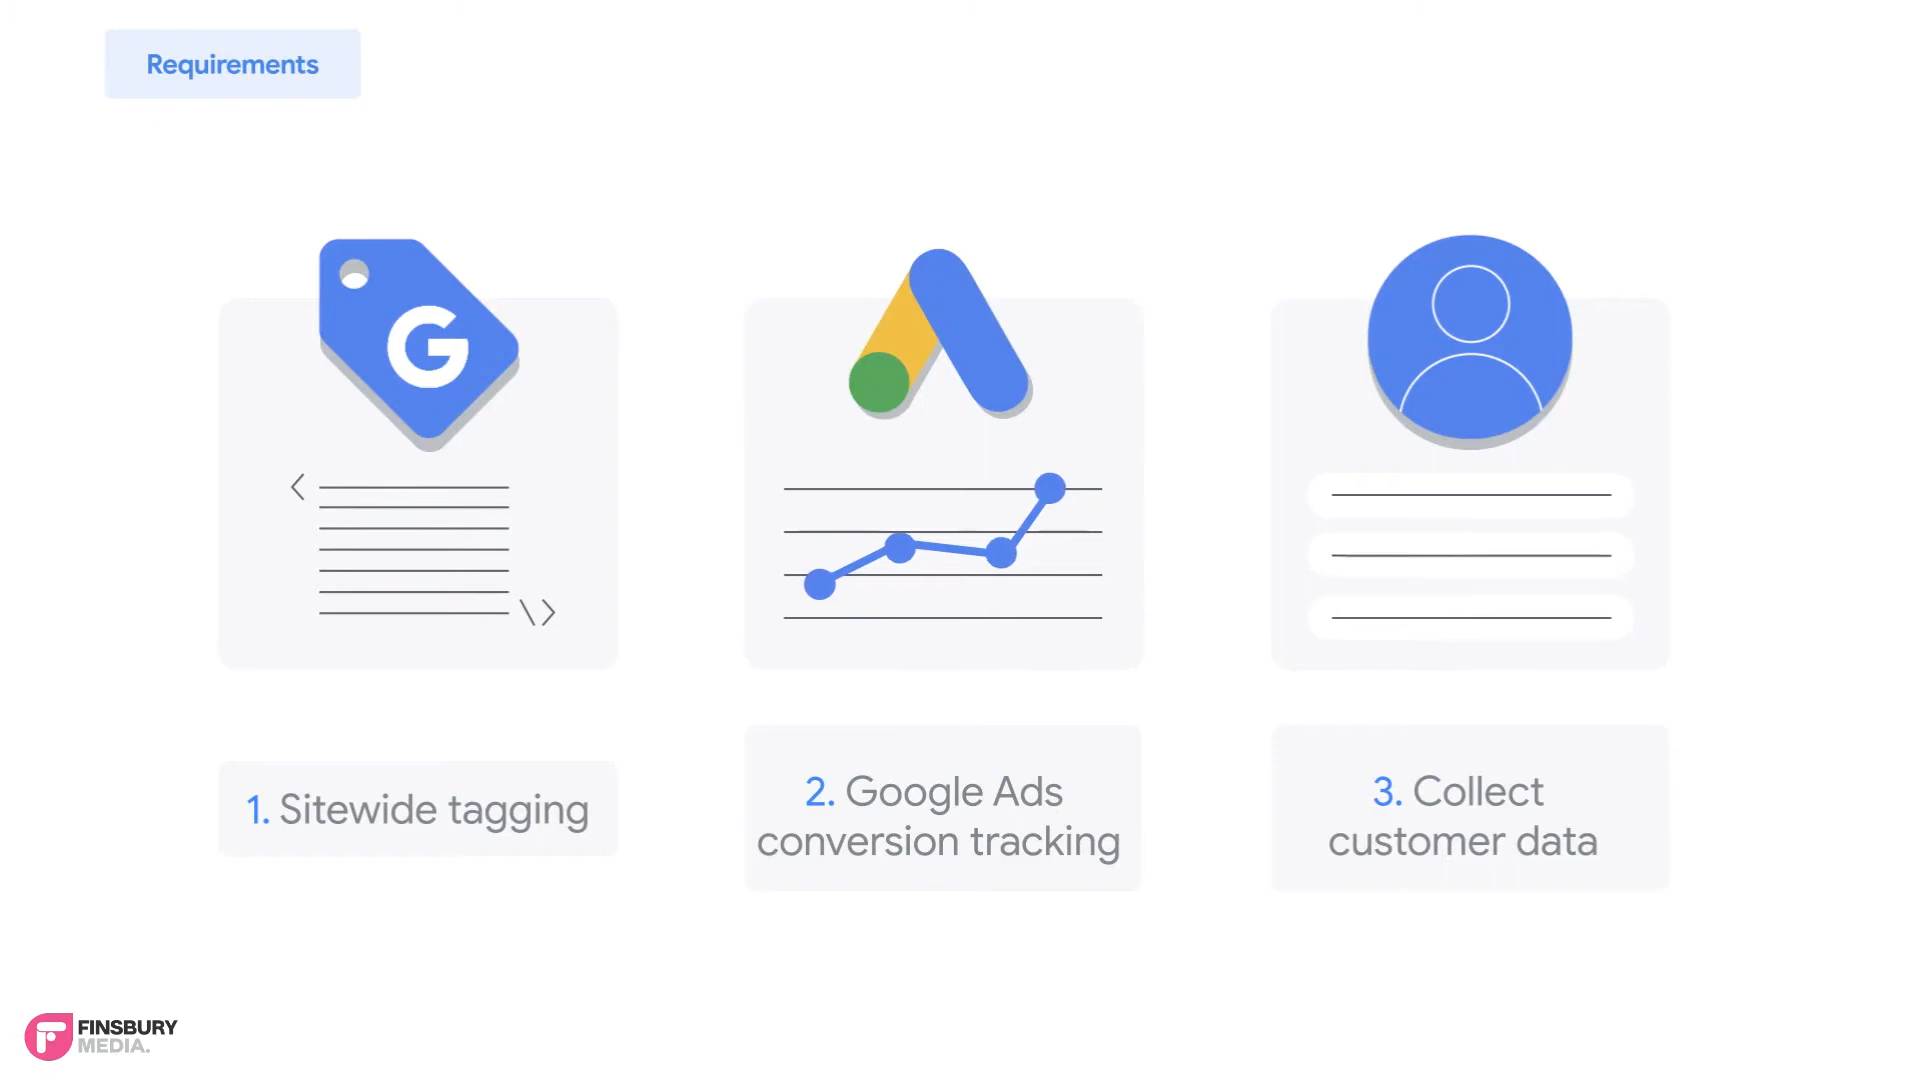 Requirements
1. Sitewide tagging
2. Google Ads
conversion tracking
3. Collect
customer data
FINSBURY
MEDIA.